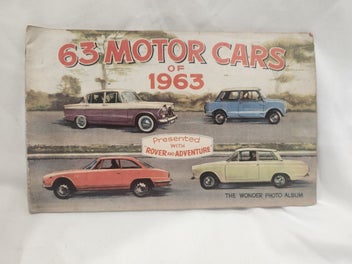 63 MOTOR CARS
OF
1963
Presented
WITH
ROVER AND ADVENTURE
THE WONDER PHOTO ALBUM